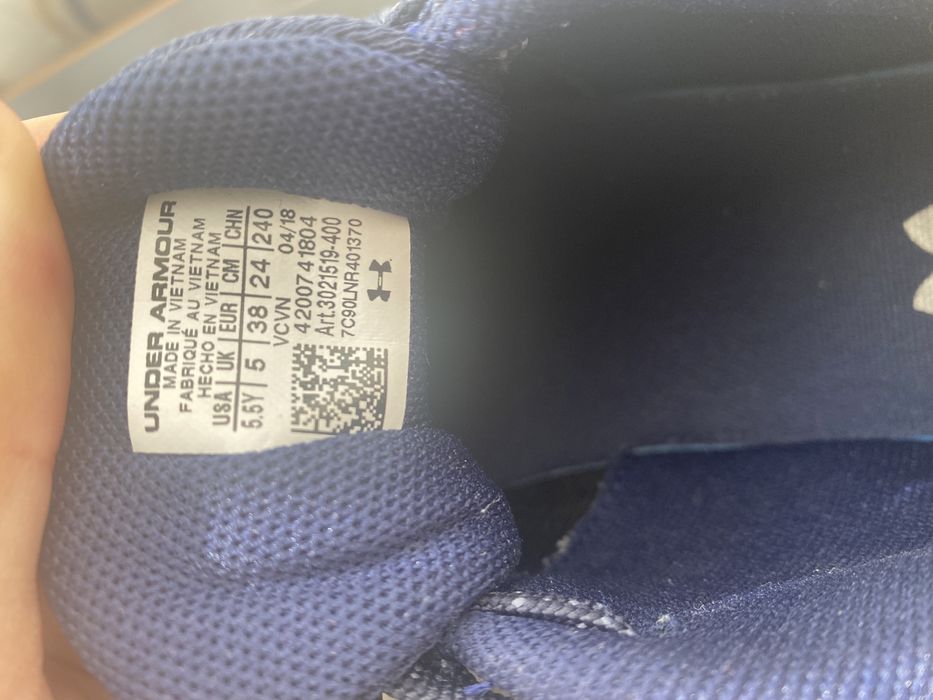 UNDER ARMOUR
MADE IN VIETNAM
FABRIQUÉ AU VIETNAM
HECHO EN VIETNAM
USA | UK | EUR | CM | CHN
5.5Y | 5 | 38 | 24 | 240
VCVN 04/18
4200741804
Art.3021519-400
7C90LNR401370